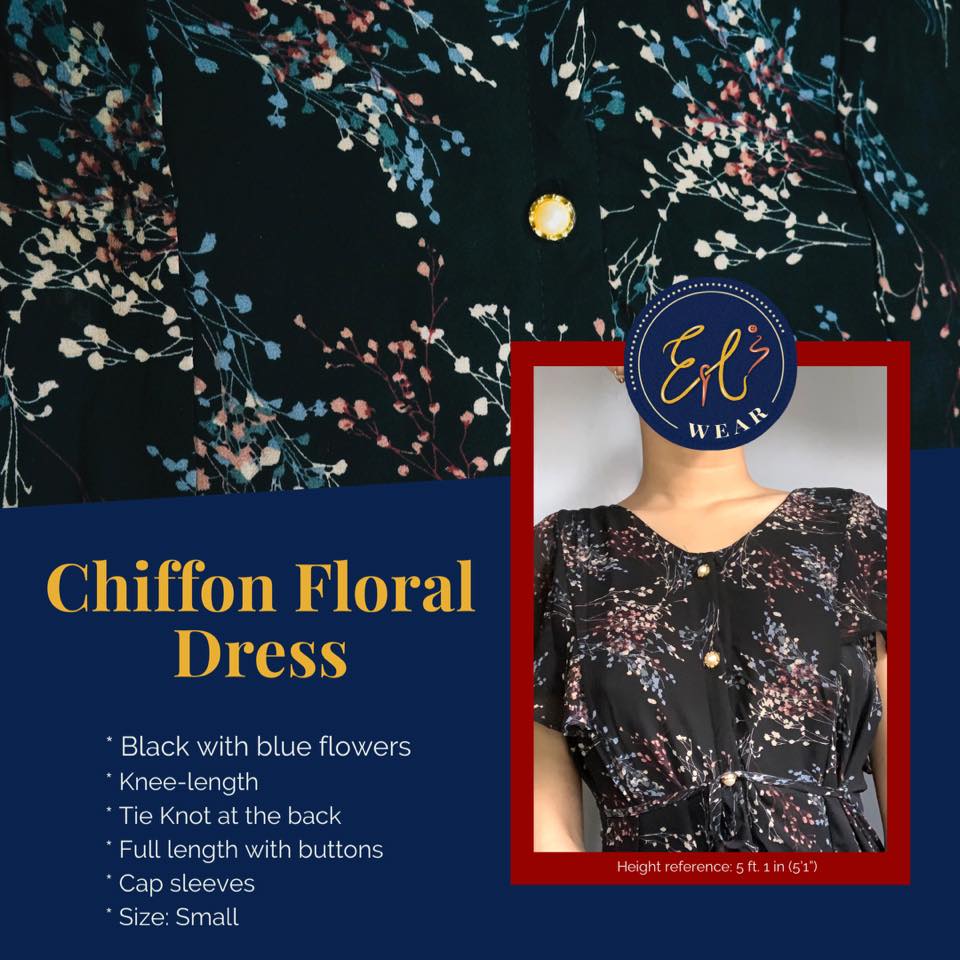 El's
WEAR
Chiffon Floral
Dress
* Black with blue flowers
* Knee-length
* Tie Knot at the back
* Full length with buttons
* Cap sleeves
* Size: Small
Height reference: 5 ft. 1 in (5'1")